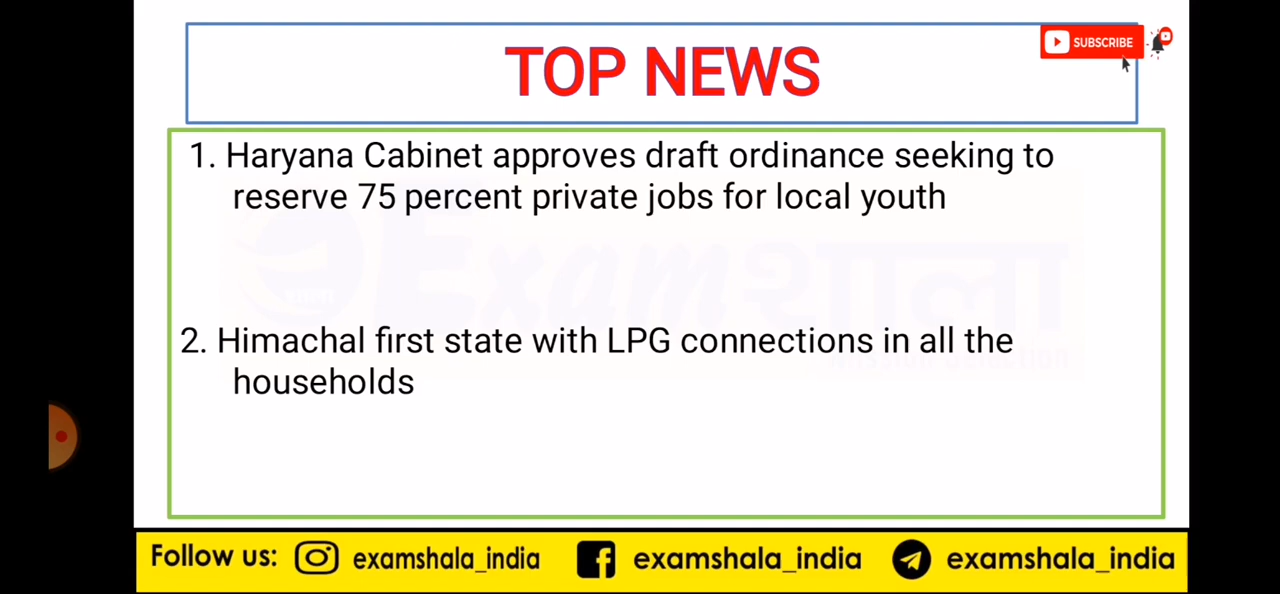 TOP NEWS
SUBSCRIBE
1. Haryana Cabinet approves draft ordinance seeking to
reserve 75 percent private jobs for local youth
Examशाला
शाला
2. Himachal first state with LPG connections in all the
households
Follow us: examshala_india examshala_india examshala_india